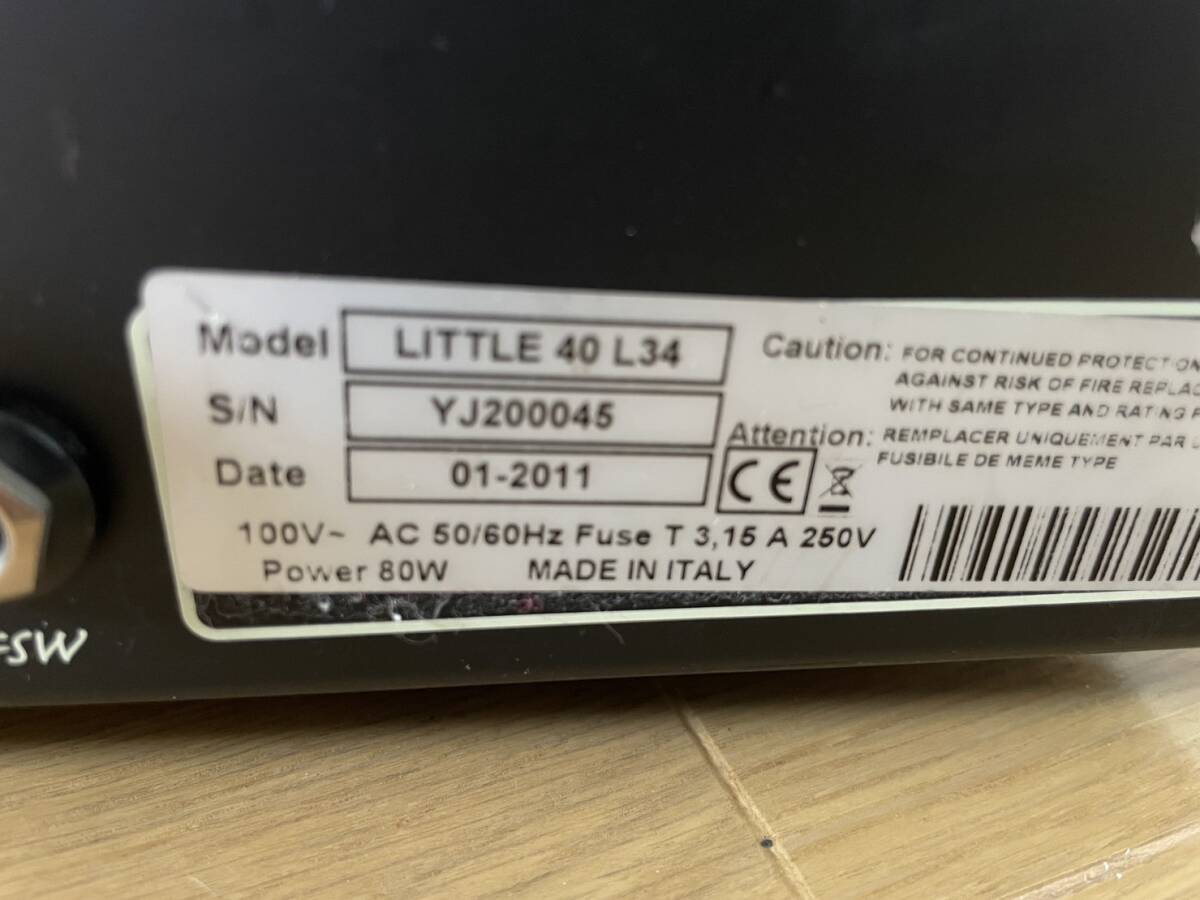 Model LITTLE 40 L34
S/N YJ200045
Date 01-2011
Caution: FOR CONTINUED PROTECTION
AGAINST RISK OF FIRE
WITH SAME TYPE AND RATING
Attention: REMPLACER UNIQUEMENT PAR
FUSIBILE DE MEME TYPE
CE
100V~ AC 50/60Hz Fuse T 3,15 A 250V
Power 80W MADE IN ITALY
FSW